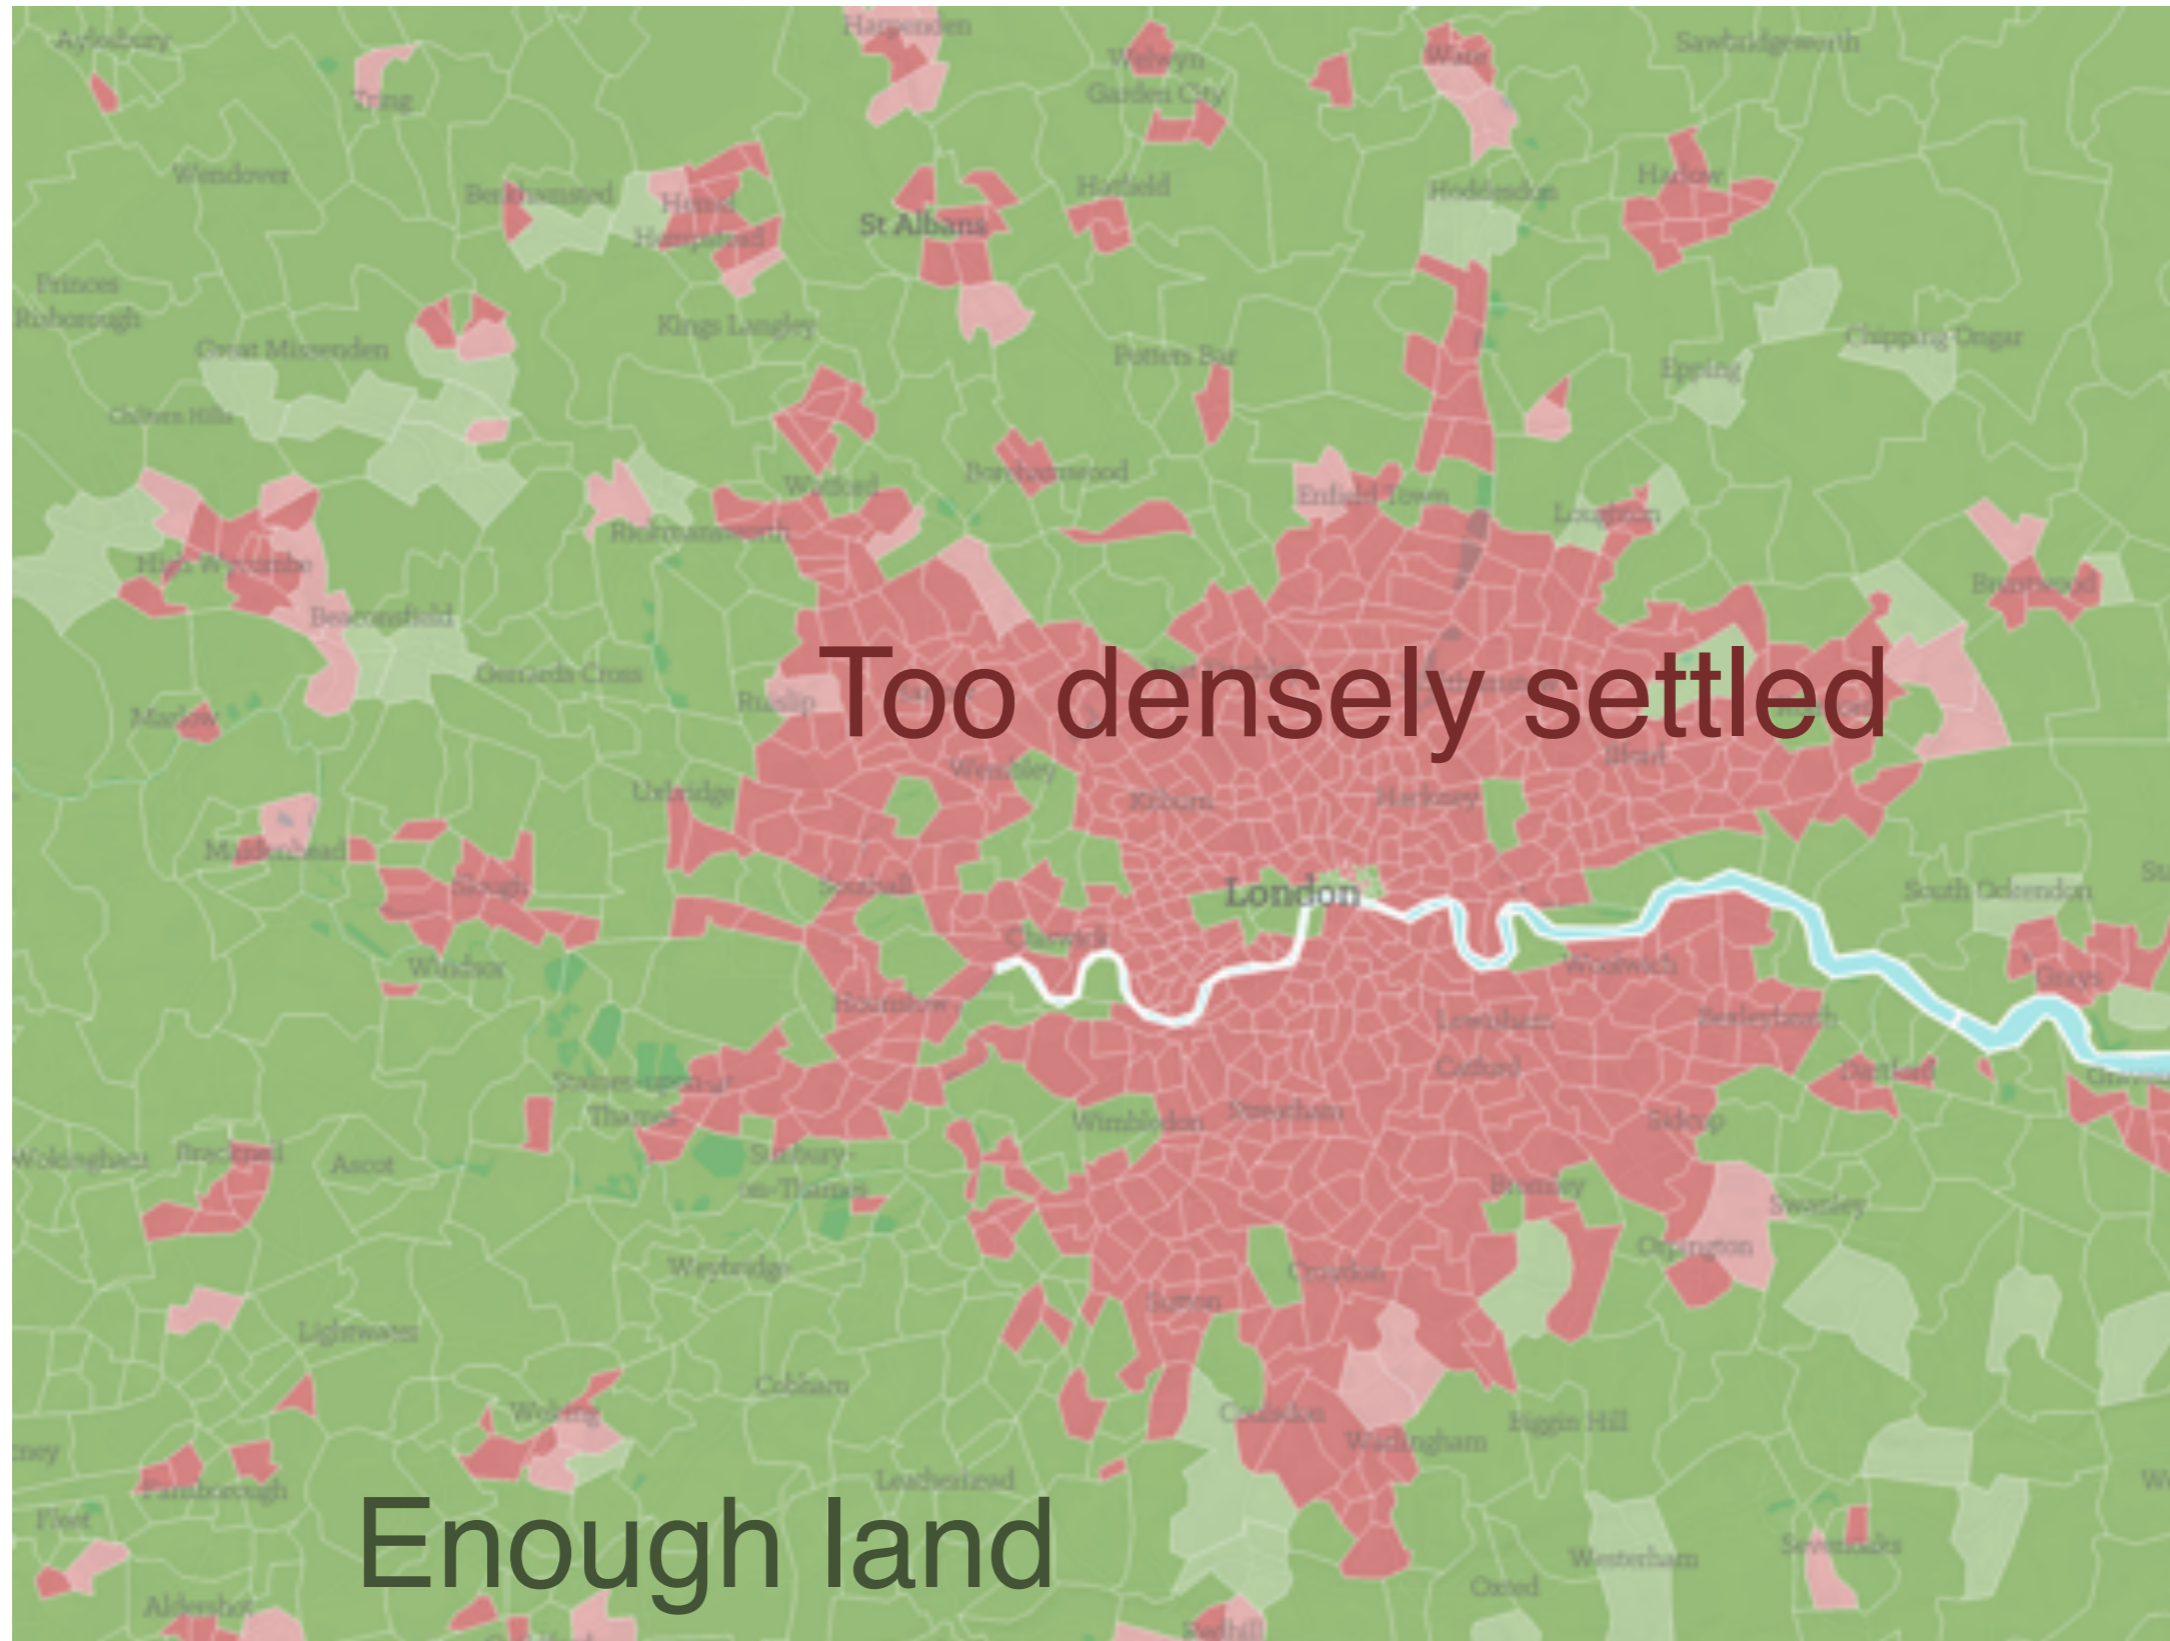 Aylesbury
Harpenden
Ware
Sawbridgeworth
Welwyn
Garden City
Tring
Wendover
Berkhamsted
Hemel
Hempstead
St Albans
Hatfield
Hoddesdon
Harlow
Princes
Risborough
Great Missenden
Kings Langley
Potters Bar
Epping
Chipping Ongar
Chiltern Hills
Watford
Borehamwood
Enfield Town
Loughton
Rickmansworth
High Wycombe
Brentwood
Beaconsfield
Gerrards Cross
Ruislip
Too densely settled
Marlow
Ilford
Wembley
Uxbridge
Kilburn
Hackney
Maidenhead
Slough
Southall
London
South Ockendon
Chiswick
Windsor
Woolwich
Grays
Hounslow
Lewisham
Bexleyheath
Catford
Dartford
Staines-upon-
Thames
Wimbledon
Streatham
Sidcup
Wokingham
Bracknell
Ascot
Sunbury-
on-Thames
Bromley
Swanley
Weybridge
Orpington
Croydon
Sutton
Lightwater
Cobham
Woking
Coulsdon
Biggin Hill
Warlingham
Leatherhead
Farnborough
Fleet
Enough land
Westerham
Sevenoaks
Oxted
Aldershot
Redhill